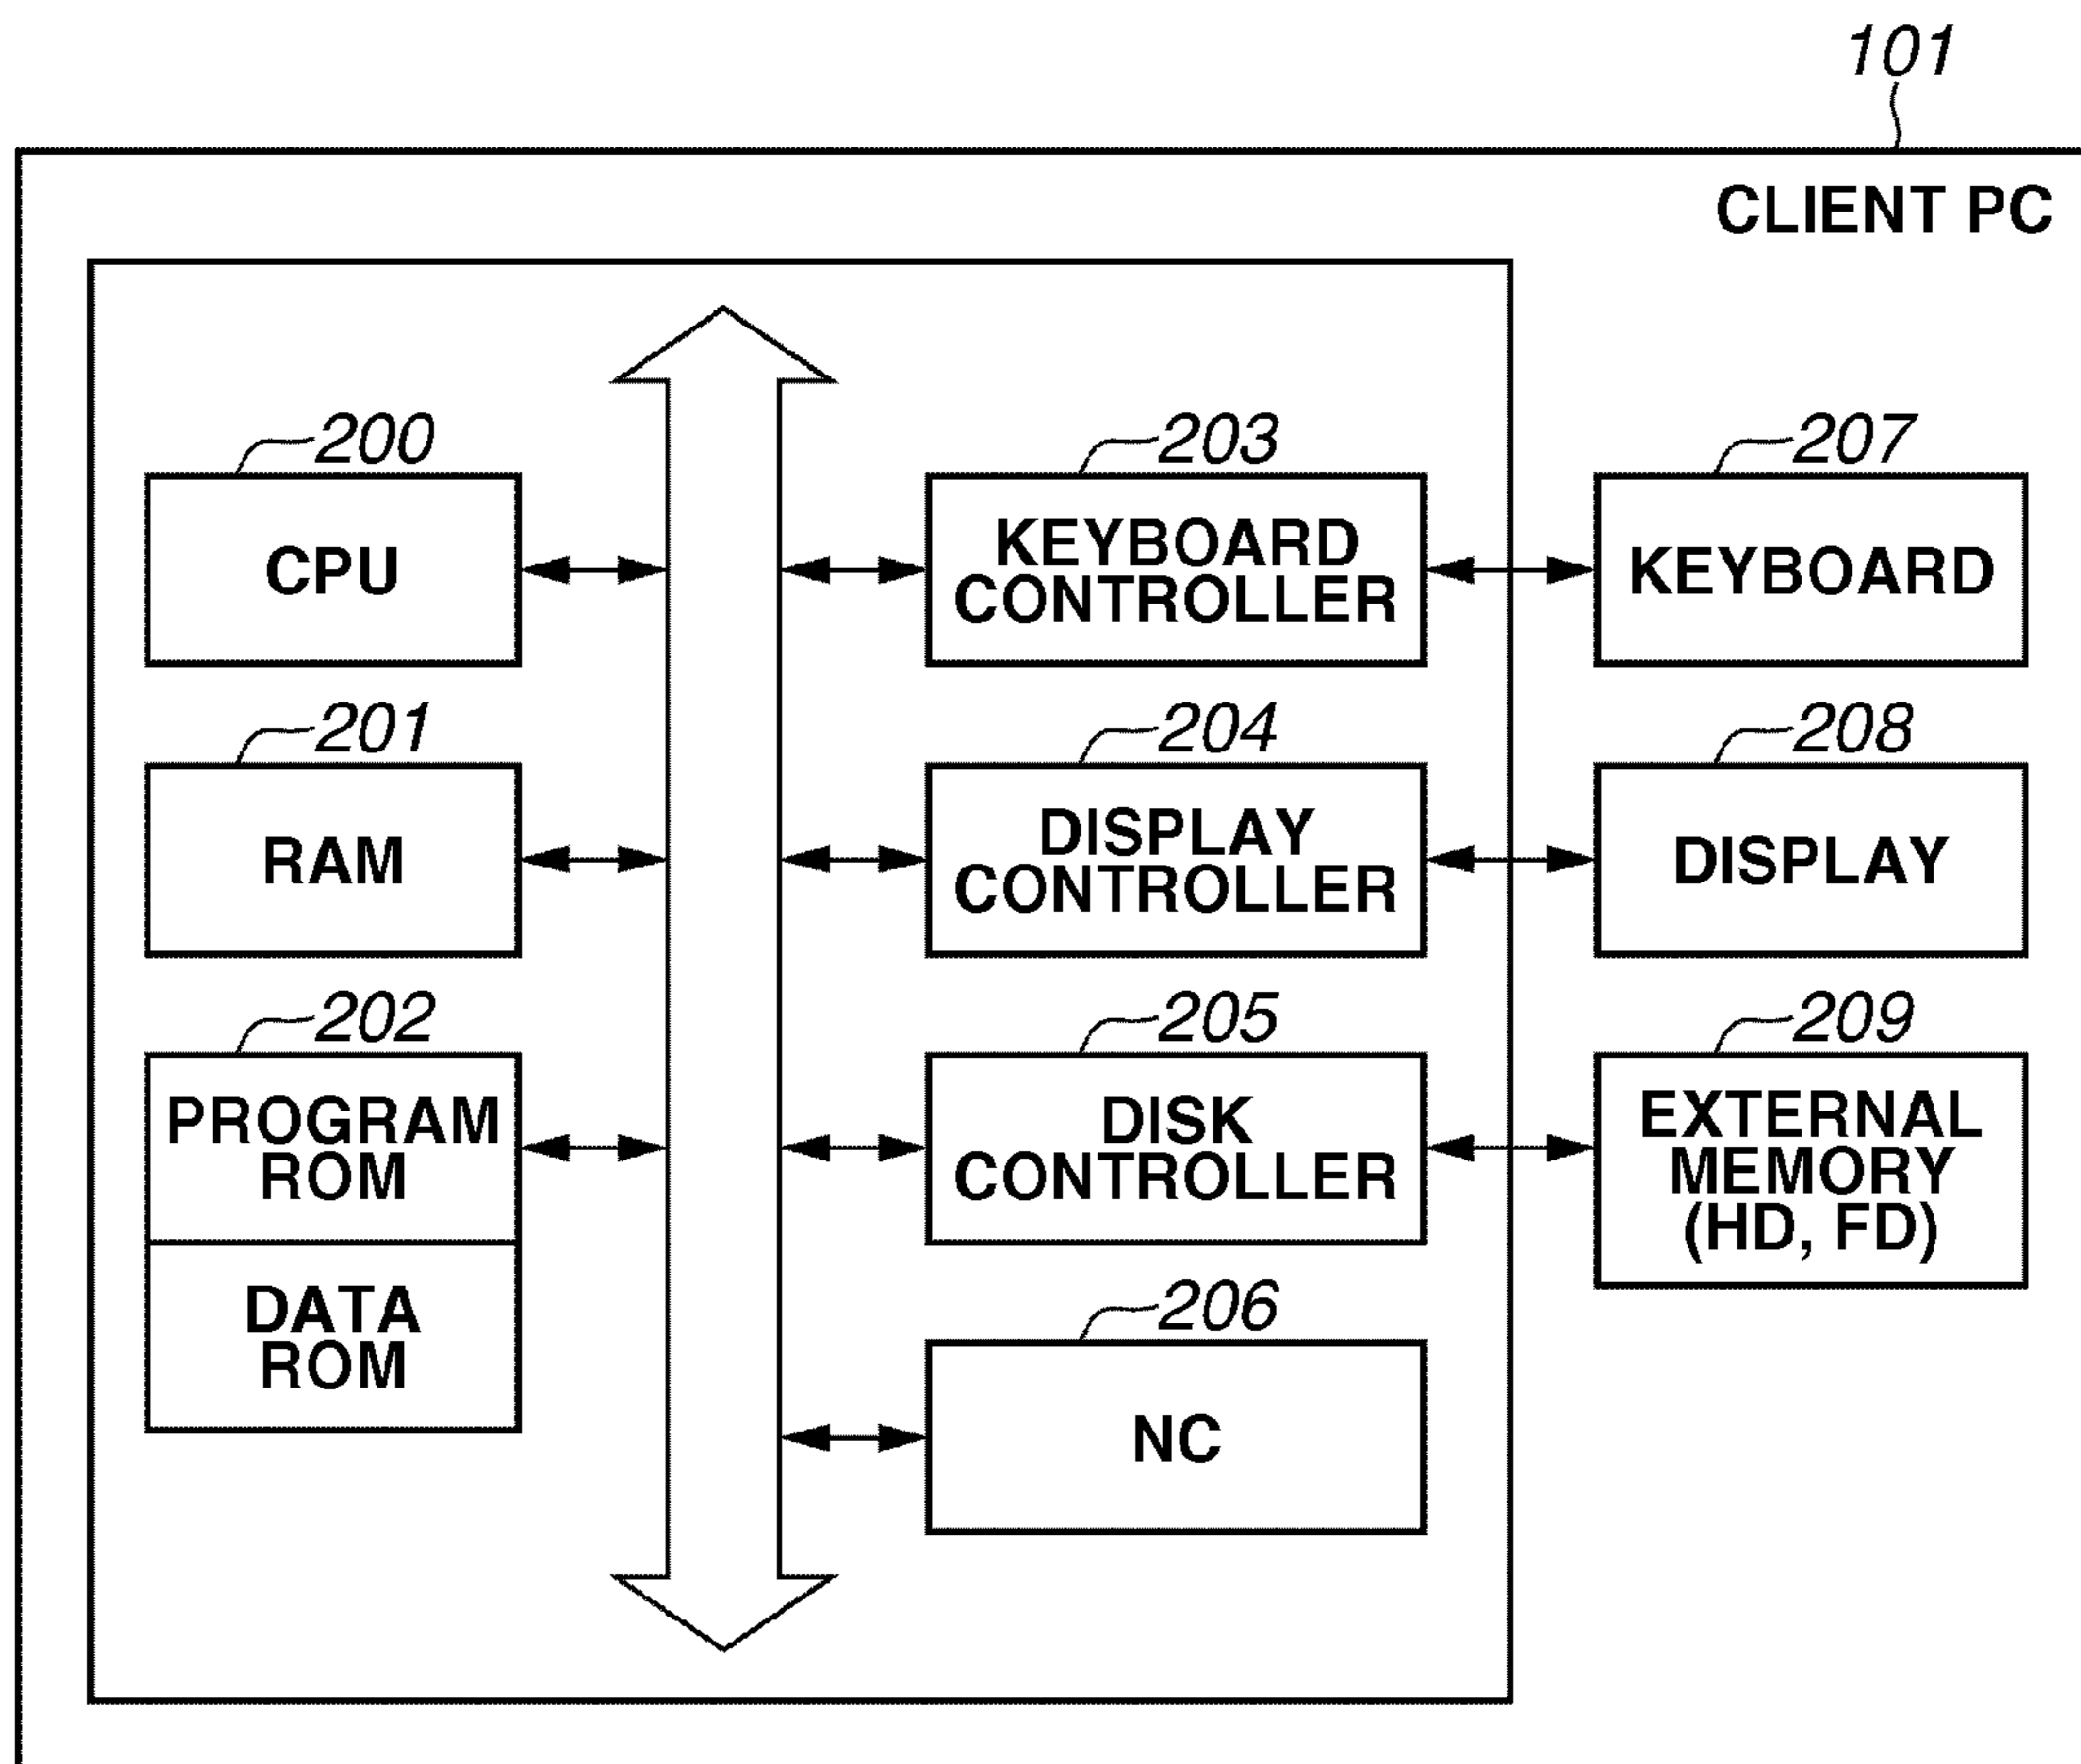 101
CLIENT PC
200
CPU
203
KEYBOARD
CONTROLLER
207
KEYBOARD
201
RAM
204
DISPLAY
CONTROLLER
208
DISPLAY
202
PROGRAM
ROM
DATA
ROM
205
DISK
CONTROLLER
209
EXTERNAL
MEMORY
(HD, FD)
206
NC